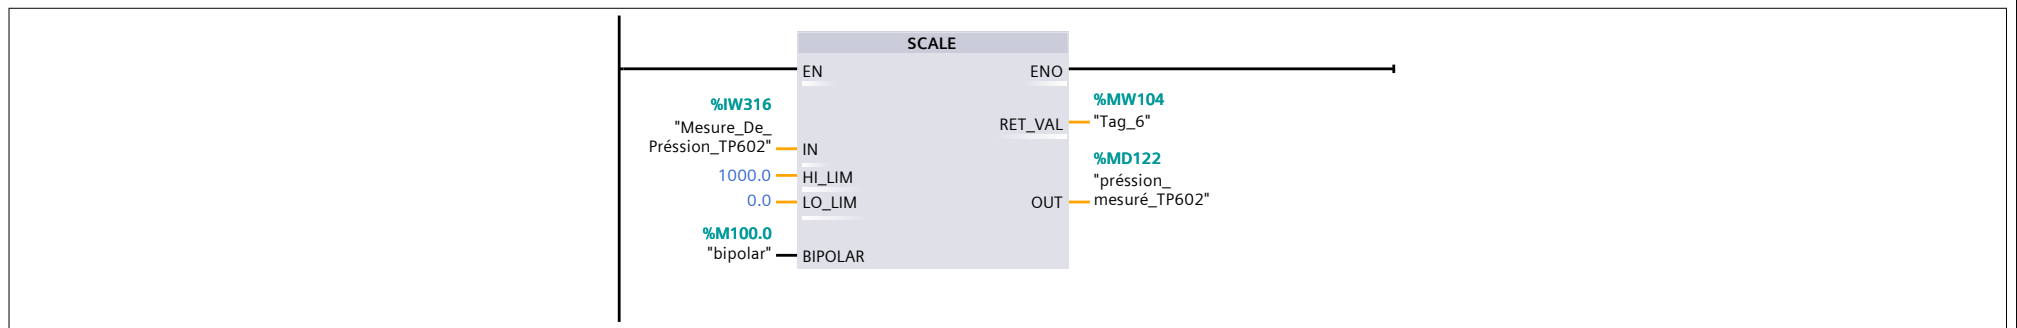 SCALE
EN
ENO
%IW316
"Mesure_De_
Préssion_TP602"
IN
1000.0
HI_LIM
0.0
LO_LIM
%M100.0
"bipolar"
BIPOLAR
%MW104
RET_VAL
"Tag_6"
%MD122
"préssion_
mesuré_TP602"
OUT